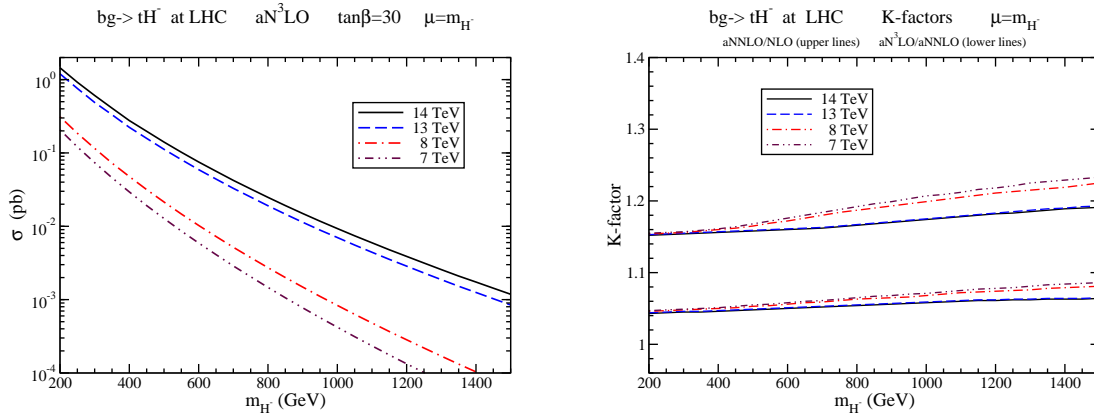 bg-> tH⁻ at LHC aN³LO tanβ=30 μ=m_H⁻
14 TeV
13 TeV
8 TeV
7 TeV
σ (pb)
10⁰
10⁻¹
10⁻²
10⁻³
10⁻⁴
200 400 600 800 1000 1200 1400
m_H⁻ (GeV)
bg-> tH⁻ at LHC K-factors μ=m_H⁻
aNNLO/NLO (upper lines) aN³LO/aNNLO (lower lines)
14 TeV
13 TeV
8 TeV
7 TeV
K-factor
1.4
1.3
1.2
1.1
1
200 400 600 800 1000 1200 1400
m_H⁻ (GeV)